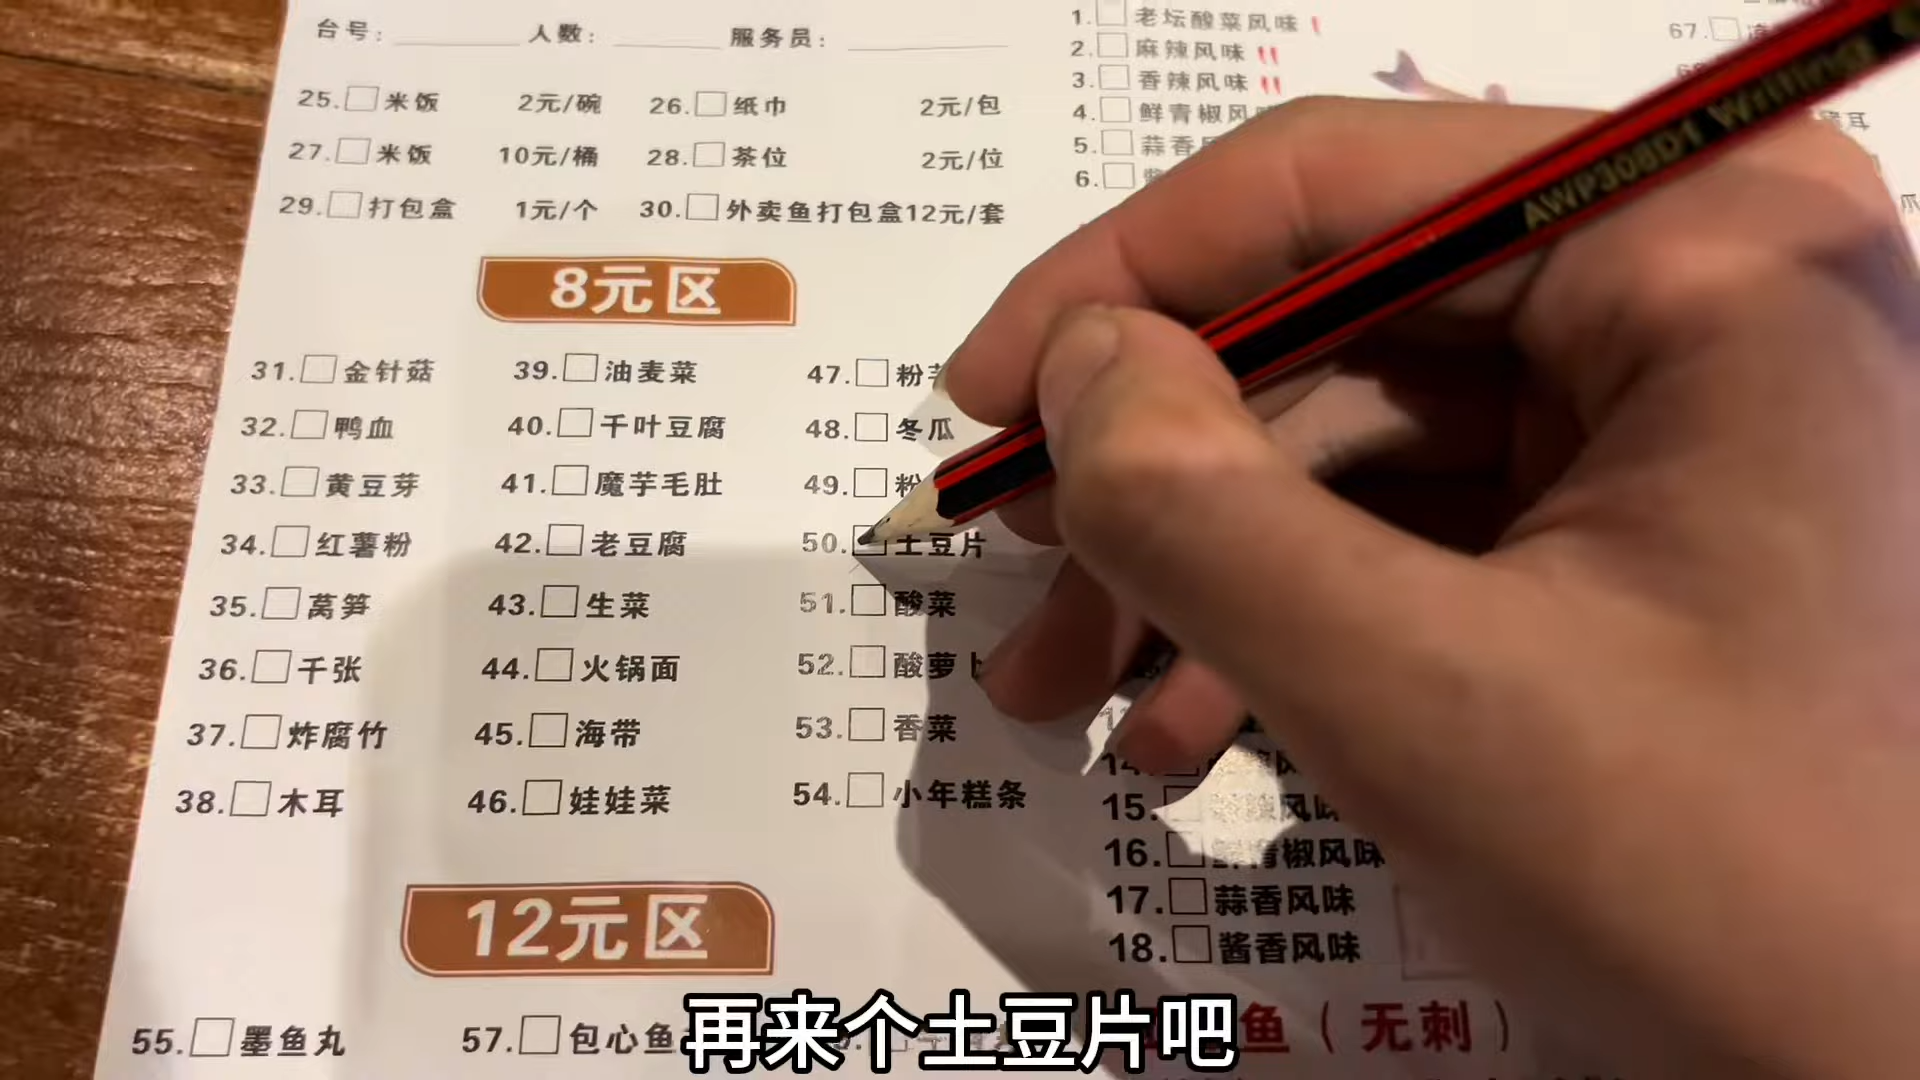 台号： 人数： 服务员：
25. 米饭 2元/碗 26. 纸巾 2元/包
27. 米饭 10元/桶 28. 茶位 2元/位
29. 打包盒 1元/个 30. 外卖鱼打包盒12元/套
8元区
31. 金针菇 39. 油麦菜 47. 粉
32. 鸭血 40. 千叶豆腐 48. 冬瓜
33. 黄豆芽 41. 魔芋毛肚 49. 粉
34. 红薯粉 42. 老豆腐 50. 土豆片
35. 莴笋 43. 生菜 51. 酸菜
36. 千张 44. 火锅面 52. 酸萝卜
37. 炸腐竹 45. 海带 53. 香菜
38. 木耳 46. 娃娃菜 54. 小年糕条
12元区
55. 墨鱼丸 57. 包心鱼
1. 老坛酸菜风味
2. 麻辣风味
3. 香辣风味
4. 鲜青椒风
5. 蒜香
6.
14.
15. 风味
16. 青椒风味
17. 蒜香风味
18. 酱香风味
鱼（无刺）
67.
耳
AWP308D1 Writing
再来个土豆片吧